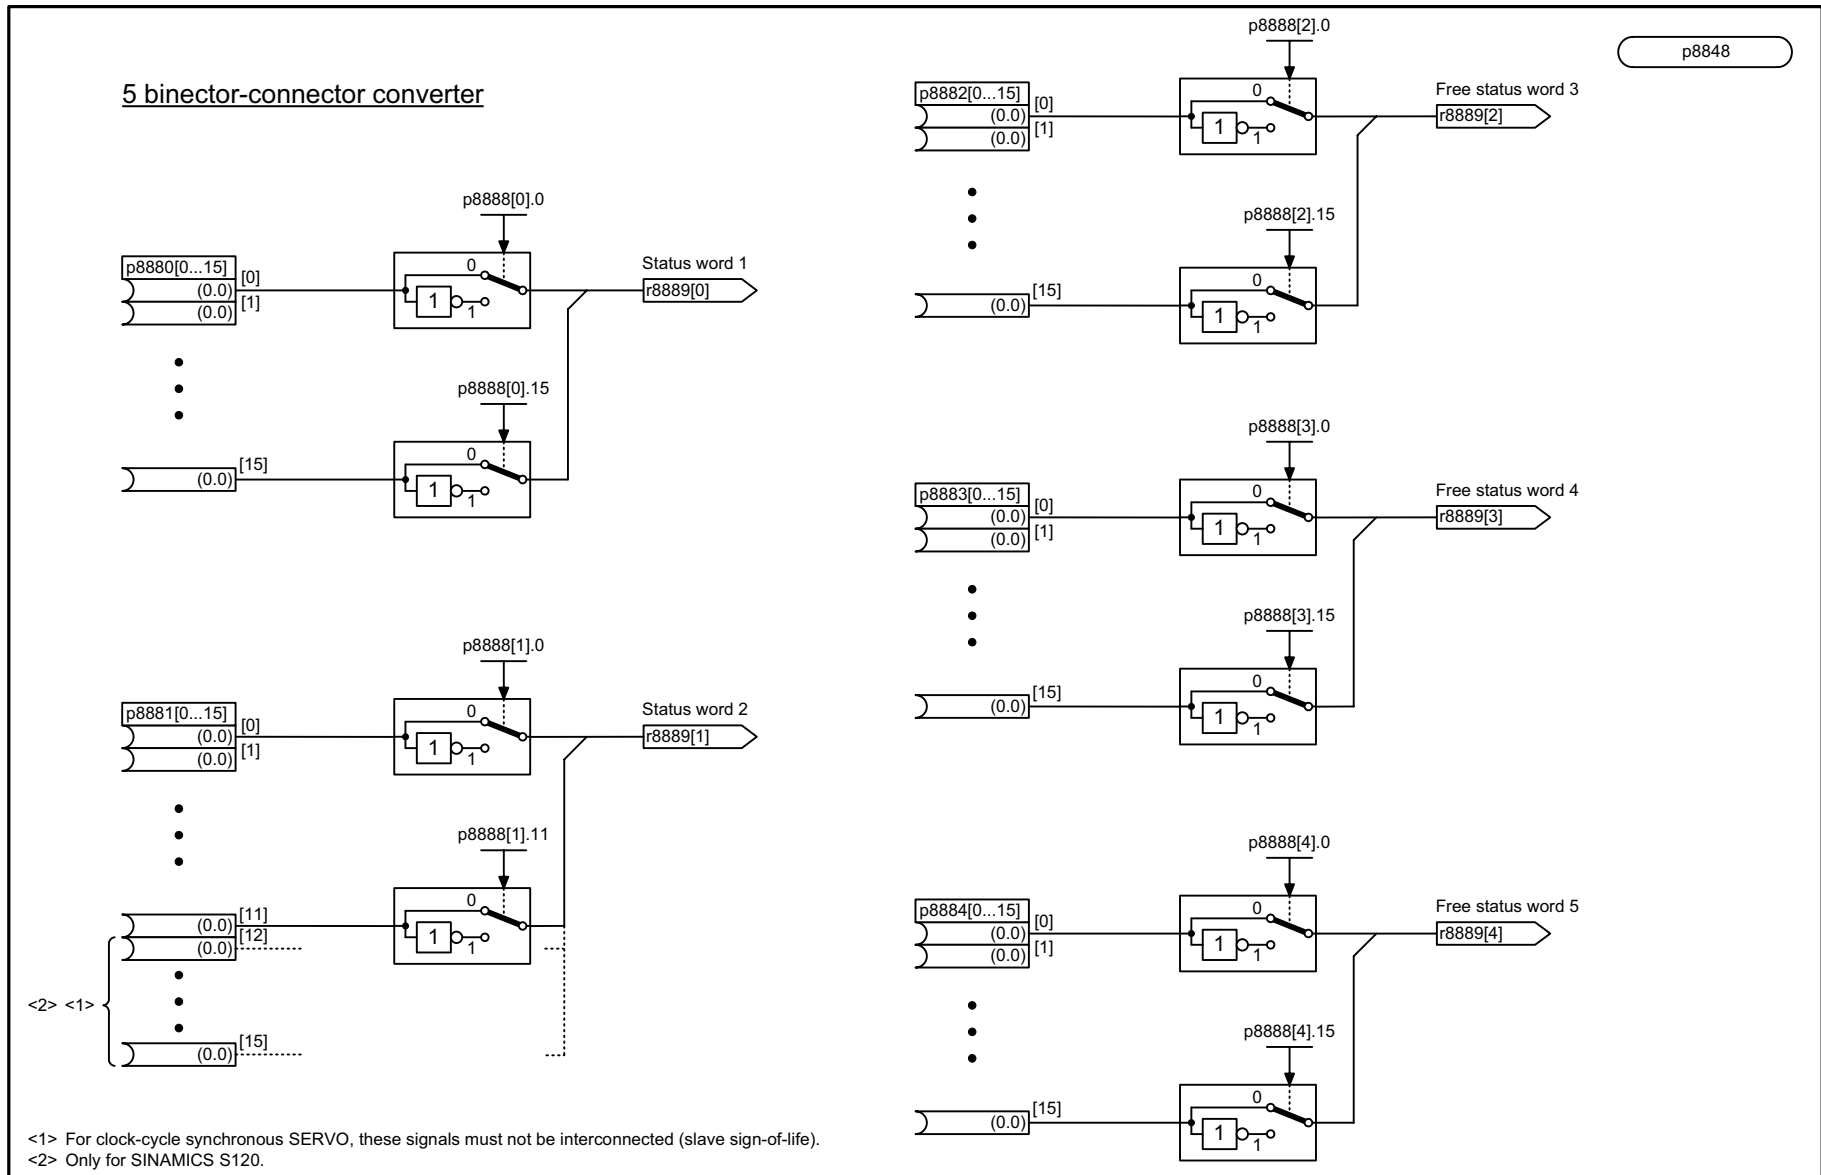 p8848
5 binector-connector converter
p8888[0].0
p8880[0...15]
[0]
(0.0)
[1]
(0.0)
0
1
1
Status word 1
r8889[0]
p8888[0].15
[15]
(0.0)
0
1
1
p8888[1].0
p8881[0...15]
[0]
(0.0)
[1]
(0.0)
0
1
1
Status word 2
r8889[1]
p8888[1].11
[11]
(0.0)
[12]
(0.0)
0
1
1
<2> <1>
[15]
(0.0)
p8888[2].0
p8882[0...15]
[0]
(0.0)
[1]
(0.0)
0
1
1
Free status word 3
r8889[2]
p8888[2].15
[15]
(0.0)
0
1
1
p8888[3].0
p8883[0...15]
[0]
(0.0)
[1]
(0.0)
0
1
1
Free status word 4
r8889[3]
p8888[3].15
[15]
(0.0)
0
1
1
p8888[4].0
p8884[0...15]
[0]
(0.0)
[1]
(0.0)
0
1
1
Free status word 5
r8889[4]
p8888[4].15
[15]
(0.0)
0
1
1
<1> For clock-cycle synchronous SERVO, these signals must not be interconnected (slave sign-of-life).
<2> Only for SINAMICS S120.